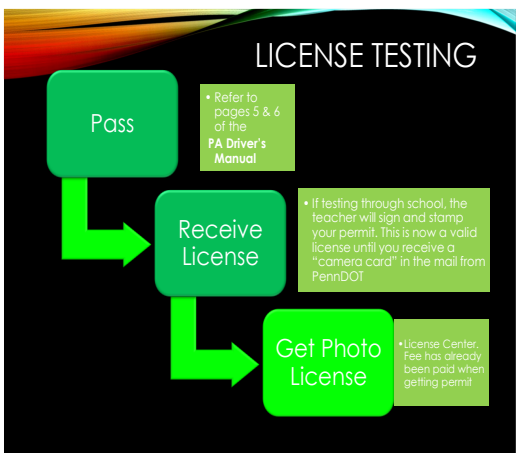 LICENSE TESTING
Pass
• Refer to
pages 5 & 6
of the
PA Driver's
Manual
Receive
License
• If testing through school, the
teacher will sign and stamp
your permit. This is now a valid
license until you receive a
"camera card" in the mail from
PennDOT
Get Photo
License
•License Center.
Fee has already
been paid when
getting permit